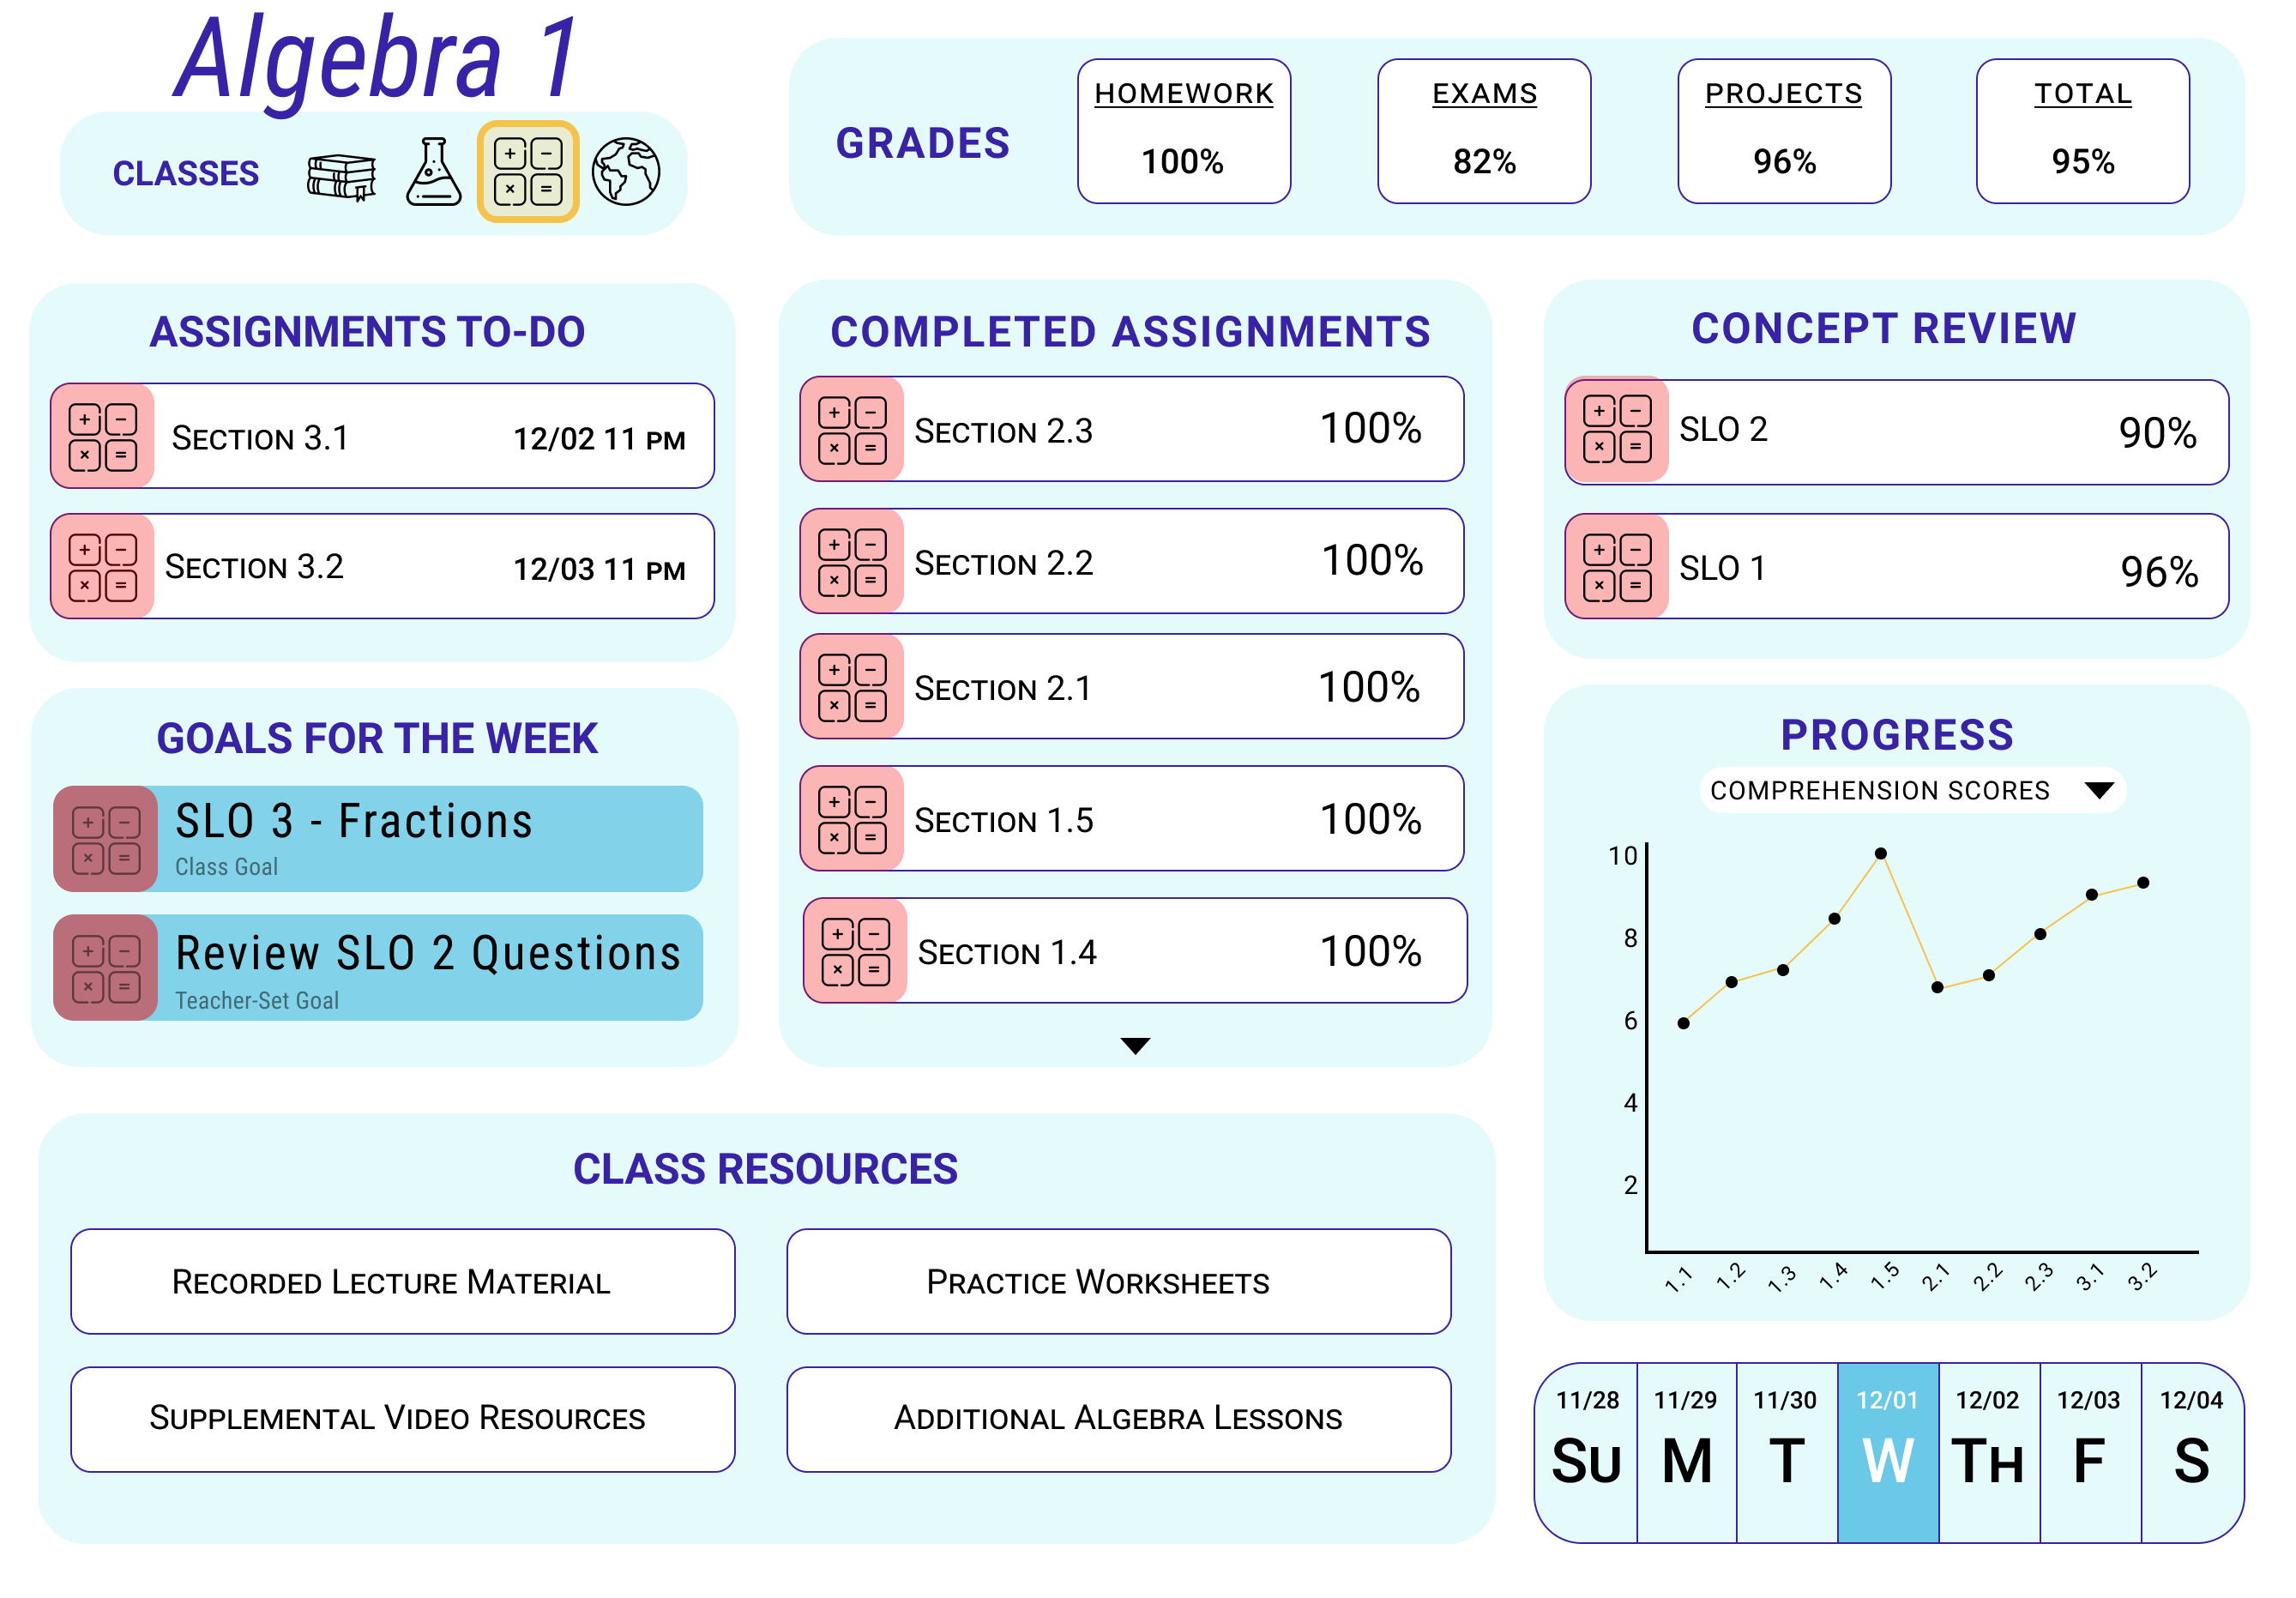 Algebra 1
CLASSES
GRADES
HOMEWORK
100%
EXAMS
82%
PROJECTS
96%
TOTAL
95%
ASSIGNMENTS TO-DO
SECTION 3.1 12/02 11 PM
SECTION 3.2 12/03 11 PM
GOALS FOR THE WEEK
SLO 3 - Fractions
Class Goal
Review SLO 2 Questions
Teacher-Set Goal
COMPLETED ASSIGNMENTS
SECTION 2.3 100%
SECTION 2.2 100%
SECTION 2.1 100%
SECTION 1.5 100%
SECTION 1.4 100%
CONCEPT REVIEW
SLO 2 90%
SLO 1 96%
PROGRESS
COMPREHENSION SCORES
10
8
6
4
2
1.1 1.2 1.3 1.4 1.5 2.1 2.2 2.3 3.1 3.2
CLASS RESOURCES
RECORDED LECTURE MATERIAL
PRACTICE WORKSHEETS
SUPPLEMENTAL VIDEO RESOURCES
ADDITIONAL ALGEBRA LESSONS
11/28 11/29 11/30 12/01 12/02 12/03 12/04
SU M T W TH F S